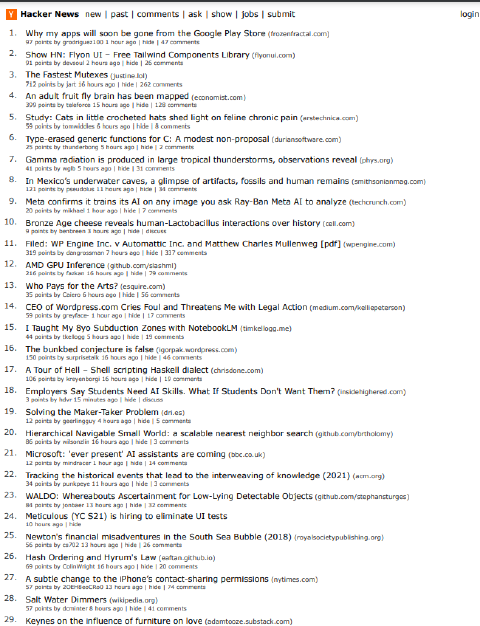 Y Hacker News new | past | comments | ask | show | jobs | submit login
1. Why my apps will soon be gone from the Google Play Store (frozenfractal.com)
97 points by grodriguez100 1 hour ago | hide | 47 comments
2. Show HN: Flyon UI – Free Tailwind Components Library (flyonui.com)
91 points by devsoul 2 hours ago | hide | 26 comments
3. The Fastest Mutexes (justine.lol)
712 points by jart 16 hours ago | hide | 262 comments
4. An adult fruit fly brain has been mapped (economist.com)
399 points by teleforce 15 hours ago | hide | 128 comments
5. Study: Cats in little crocheted hats shed light on feline chronic pain (arstechnica.com)
59 points by tomwildcles 6 hours ago | hide | 8 comments
6. Type-erased generic functions for C: A modest non-proposal (duriansoftware.com)
25 points by thunderbong 5 hours ago | hide | 2 comments
7. Gamma radiation is produced in large tropical thunderstorms, observations reveal (phys.org)
41 points by wglb 5 hours ago | hide | 31 comments
8. In Mexico's underwater caves, a glimpse of artifacts, fossils and human remains (smithsonianmag.com)
121 points by pseudolus 11 hours ago | hide | 34 comments
9. Meta confirms it trains its AI on any image you ask Ray-Ban Meta AI to analyze (techcrunch.com)
20 points by mikhael 1 hour ago | hide | 7 comments
10. Bronze Age cheese reveals human-Lactobacillus interactions over history (cell.com)
9 points by 3 hours ago | hide | discuss
11. Filed: WP Engine Inc. v Automattic Inc. and Matthew Charles Mullenweg [pdf] (wpengine.com)
319 points by dangrossman 7 hours ago | hide | 337 comments
12. AMD GPU Inference (github.com/slashml)
216 points by fazkan 16 hours ago | hide | 79 comments
13. Who Pays for the Arts? (esquire.com)
35 points by Caiero 6 hours ago | hide | 56 comments
14. CEO of Wordpress.com Cries Foul and Threatens Me with Legal Action (medium.com/kelliepeterson)
59 points by greyface- 1 hour ago | hide | 17 comments
15. I Taught My 8yo Subduction Zones with NotebookLM (timkellogg.me)
44 points by tkellogg 5 hours ago | hide | 19 comments
16. The bunkbed conjecture is false (igorpak.wordpress.com)
150 points by surprisetalk 16 hours ago | hide | 46 comments
17. A Tour of Hell – Shell scripting Haskell dialect (chrisdone.com)
106 points by kreyenborgi 16 hours ago | hide | 19 comments
18. Employers Say Students Need AI Skills. What If Students Don't Want Them? (insidehighered.com)
3 points by hdvr 15 minutes ago | hide | discuss
19. Solving the Maker-Taker Problem (dri.es)
12 points by geerlingguy 4 hours ago | hide | 5 comments
20. Hierarchical Navigable Small World: a scalable nearest neighbor search (github.com/brtholomy)
86 points by nilsandin 16 hours ago | hide | 3 comments
21. Microsoft: 'ever present' AI assistants are coming (bbc.co.uk)
12 points by mindracer 1 hour ago | hide | 14 comments
22. Tracking the historical events that lead to the interweaving of knowledge (2021) (acm.org)
34 points by punkpeye 11 hours ago | hide | 3 comments
23. WALDO: Whereabouts Ascertainment for Low-Lying Detectable Objects (github.com/stephansturges)
84 points by jonbaer 13 hours ago | hide | 32 comments
24. Meticulous (YC S21) is hiring to eliminate UI tests
10 hours ago | hide
25. Newton's financial misadventures in the South Sea Bubble (2018) (royalsocietypublishing.org)
56 points by cs702 13 hours ago | hide | 26 comments
26. Hash Ordering and Hyrum's Law (eaftan.github.io)
69 points by ColinWright 16 hours ago | hide | 20 comments
27. A subtle change to the iPhone's contact-sharing permissions (nytimes.com)
57 points by 2OEH8eoCRo0 13 hours ago | hide | 74 comments
28. Salt Water Dimmers (wikipedia.org)
57 points by dcminter 8 hours ago | hide | 41 comments
29. Keynes on the influence of furniture on love (adamtooze.substack.com)